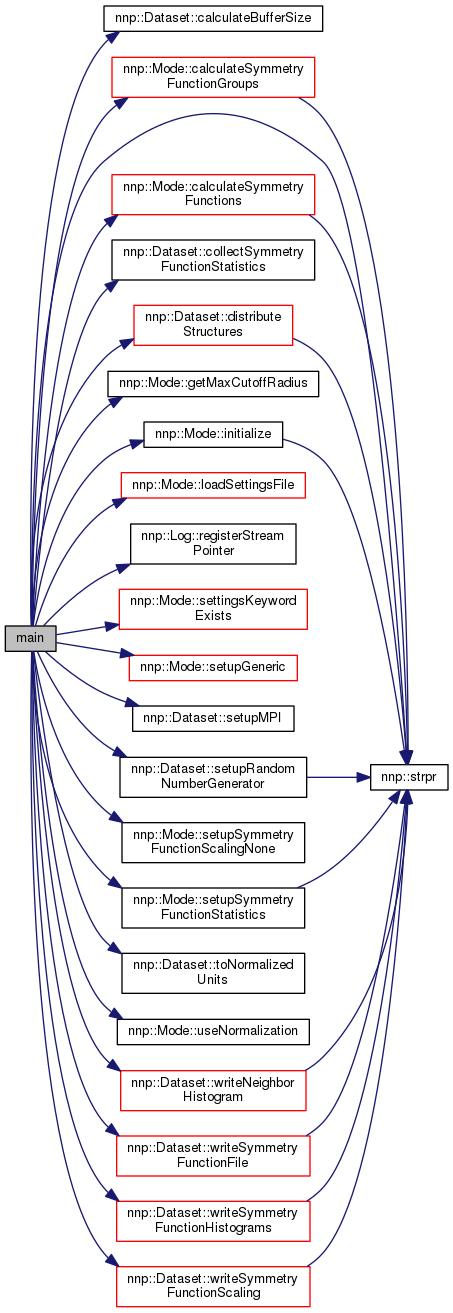 nnp::Dataset::calculateBufferSize
nnp::Mode::calculateSymmetry
FunctionGroups
nnp::Mode::calculateSymmetry
Functions
nnp::Dataset::collectSymmetry
FunctionStatistics
nnp::Dataset::distribute
Structures
nnp::Mode::getMaxCutoffRadius
nnp::Mode::initialize
nnp::Mode::loadSettingsFile
nnp::Log::registerStream
Pointer
nnp::Mode::settingsKeyword
Exists
main
nnp::Mode::setupGeneric
nnp::Dataset::setupMPI
nnp::Dataset::setupRandom
NumberGenerator
nnp::strpr
nnp::Mode::setupSymmetry
FunctionScalingNone
nnp::Mode::setupSymmetry
FunctionStatistics
nnp::Dataset::toNormalized
Units
nnp::Mode::useNormalization
nnp::Dataset::writeNeighbor
Histogram
nnp::Dataset::writeSymmetry
FunctionFile
nnp::Dataset::writeSymmetry
FunctionHistograms
nnp::Dataset::writeSymmetry
FunctionScaling